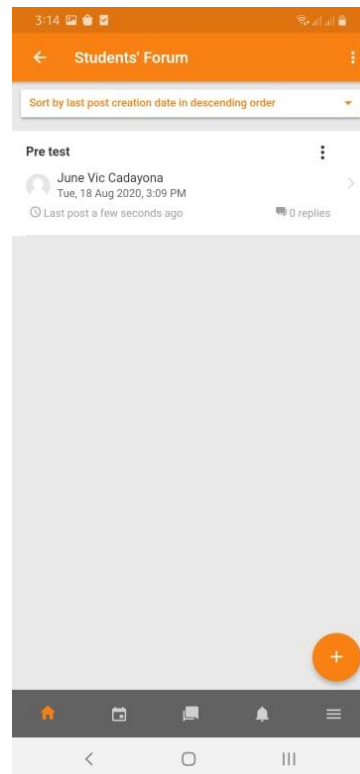 3:14
Students' Forum
Sort by last post creation date in descending order
Pre test
June Vic Cadayona
Tue, 18 Aug 2020, 3:09 PM
Last post a few seconds ago 0 replies